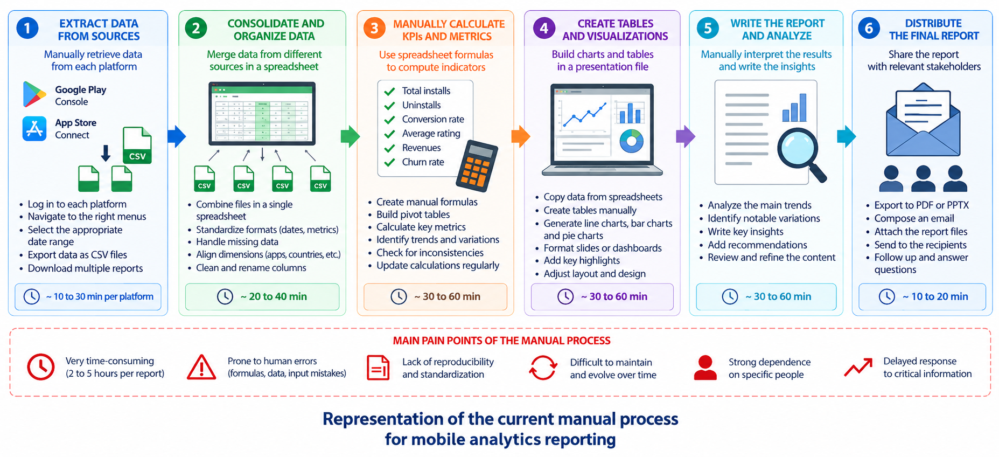 1
EXTRACT DATA
FROM SOURCES
Manually retrieve data
from each platform
Google Play
Console
App Store
Connect
CSV
• Log in to each platform
• Navigate to the right menus
• Select the appropriate
date range
• Export data as CSV files
• Download multiple reports
~ 10 to 30 min per platform
2
CONSOLIDATE AND
ORGANIZE DATA
Merge data from different
sources in a spreadsheet
CSV
CSV
CSV
CSV
• Combine files in a single
spreadsheet
• Standardize formats (dates, metrics)
• Handle missing data
• Align dimensions (apps, countries, etc.)
• Clean and rename columns
~ 20 to 40 min
3
MANUALLY CALCULATE
KPIs AND METRICS
Use spreadsheet formulas
to compute indicators
Total installs
Uninstalls
Conversion rate
Average rating
Revenues
Churn rate
• Create manual formulas
• Build pivot tables
• Calculate key metrics
• Identify trends and variations
• Check for inconsistencies
• Update calculations regularly
~ 30 to 60 min
4
CREATE TABLES
AND VISUALIZATIONS
Build charts and tables
in a presentation file
• Copy data from spreadsheets
• Create tables manually
• Generate line charts, bar charts
and pie charts
• Format slides or dashboards
• Add key highlights
• Adjust layout and design
~ 30 to 60 min
5
WRITE THE REPORT
AND ANALYZE
Manually interpret the results
and write the insights
• Analyze the main trends
• Identify notable variations
• Write key insights
• Add recommendations
• Review and refine the content
~ 30 to 60 min
6
DISTRIBUTE
THE FINAL REPORT
Share the report
with relevant stakeholders
• Export to PDF or PPTX
• Compose an email
• Attach the report files
• Send to the recipients
• Follow up and answer
questions
~ 10 to 20 min
MAIN PAIN POINTS OF THE MANUAL PROCESS
Very time-consuming
(2 to 5 hours per report)
Prone to human errors
(formulas, data, input mistakes)
Lack of reproducibility
and standardization
Difficult to maintain
and evolve over time
Strong dependence
on specific people
Delayed response
to critical information
Representation of the current manual process
for mobile analytics reporting